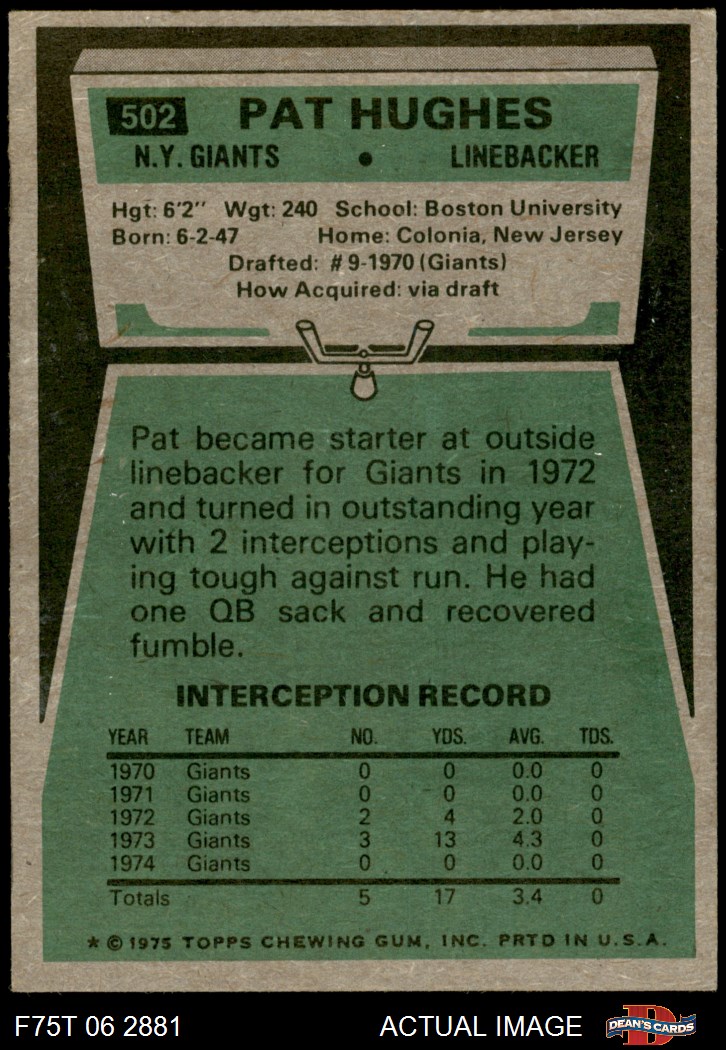 502 PAT HUGHES
N.Y. GIANTS • LINEBACKER
Hgt: 6'2" Wgt: 240 School: Boston University
Born: 6-2-47 Home: Colonia, New Jersey
Drafted: #9-1970 (Giants)
How Acquired: via draft
Pat became starter at outside
linebacker for Giants in 1972
and turned in outstanding year
with 2 interceptions and play-
ing tough against run. He had
one QB sack and recovered
fumble.
INTERCEPTION RECORD
YEAR TEAM NO. YDS. AVG. TDS.
1970 Giants 0 0 0.0 0
1971 Giants 0 0 0.0 0
1972 Giants 2 4 2.0 0
1973 Giants 3 13 4.3 0
1974 Giants 0 0 0.0 0
Totals 5 17 3.4 0
* © 1975 TOPPS CHEWING GUM, INC. PRTD IN U.S.A.
F75T 06 2881 ACTUAL IMAGE D DEAN'S CARDS